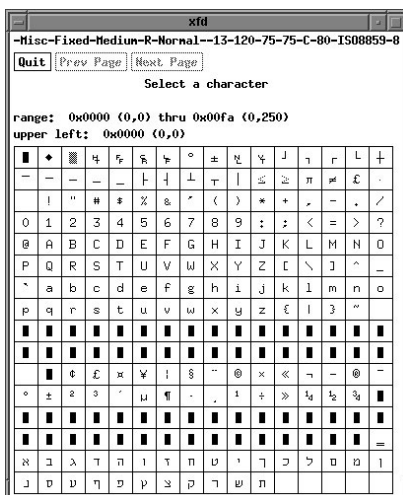 xfd
-Misc-Fixed-Medium-R-Normal--13-120-75-75-C-80-ISO8859-8
Quit Prev Page Next Page
Select a character
range: 0x0000 (0,0) thru 0x00fa (0,250)
upper left: 0x0000 (0,0)
▮ ◆ ▒ ␉ ␌ ␍ ␊ ° ± ␤ ␋ ┘ ┐ ┌ └ ┼
⎺ ⎻ ─ ⎼ ⎽ ├ ┤ ┴ ┬ │ ≤ ≥ π ≠ £ ·
! " # $ % & ' ( ) * + , - . /
0 1 2 3 4 5 6 7 8 9 : ; < = > ?
@ A B C D E F G H I J K L M N O
P Q R S T U V W X Y Z [ \ ] ^ _
` a b c d e f g h i j k l m n o
p q r s t u v w x y z { | } ~
▮ ▮ ▮ ▮ ▮ ▮ ▮ ▮ ▮ ▮ ▮ ▮ ▮ ▮ ▮ ▮
▮ ▮ ▮ ▮ ▮ ▮ ▮ ▮ ▮ ▮ ▮ ▮ ▮ ▮ ▮ ▮
▮ ¢ £ ¤ ¥ ¦ § ¨ © × « ¬ - ® ¯
° ± ² ³ ´ µ ¶ · ¸ ¹ ÷ » ¼ ½ ¾ ▮
▮ ▮ ▮ ▮ ▮ ▮ ▮ ▮ ▮ ▮ ▮ ▮ ▮ ▮ ▮ ▮
▮ ▮ ▮ ▮ ▮ ▮ ▮ ▮ ▮ ▮ ▮ ▮ ▮ ▮ ▮ ‗
א ב ג ד ה ו ז ח ט י ך כ ל ם מ ן
נ ס ע ף פ ץ צ ק ר ש ת